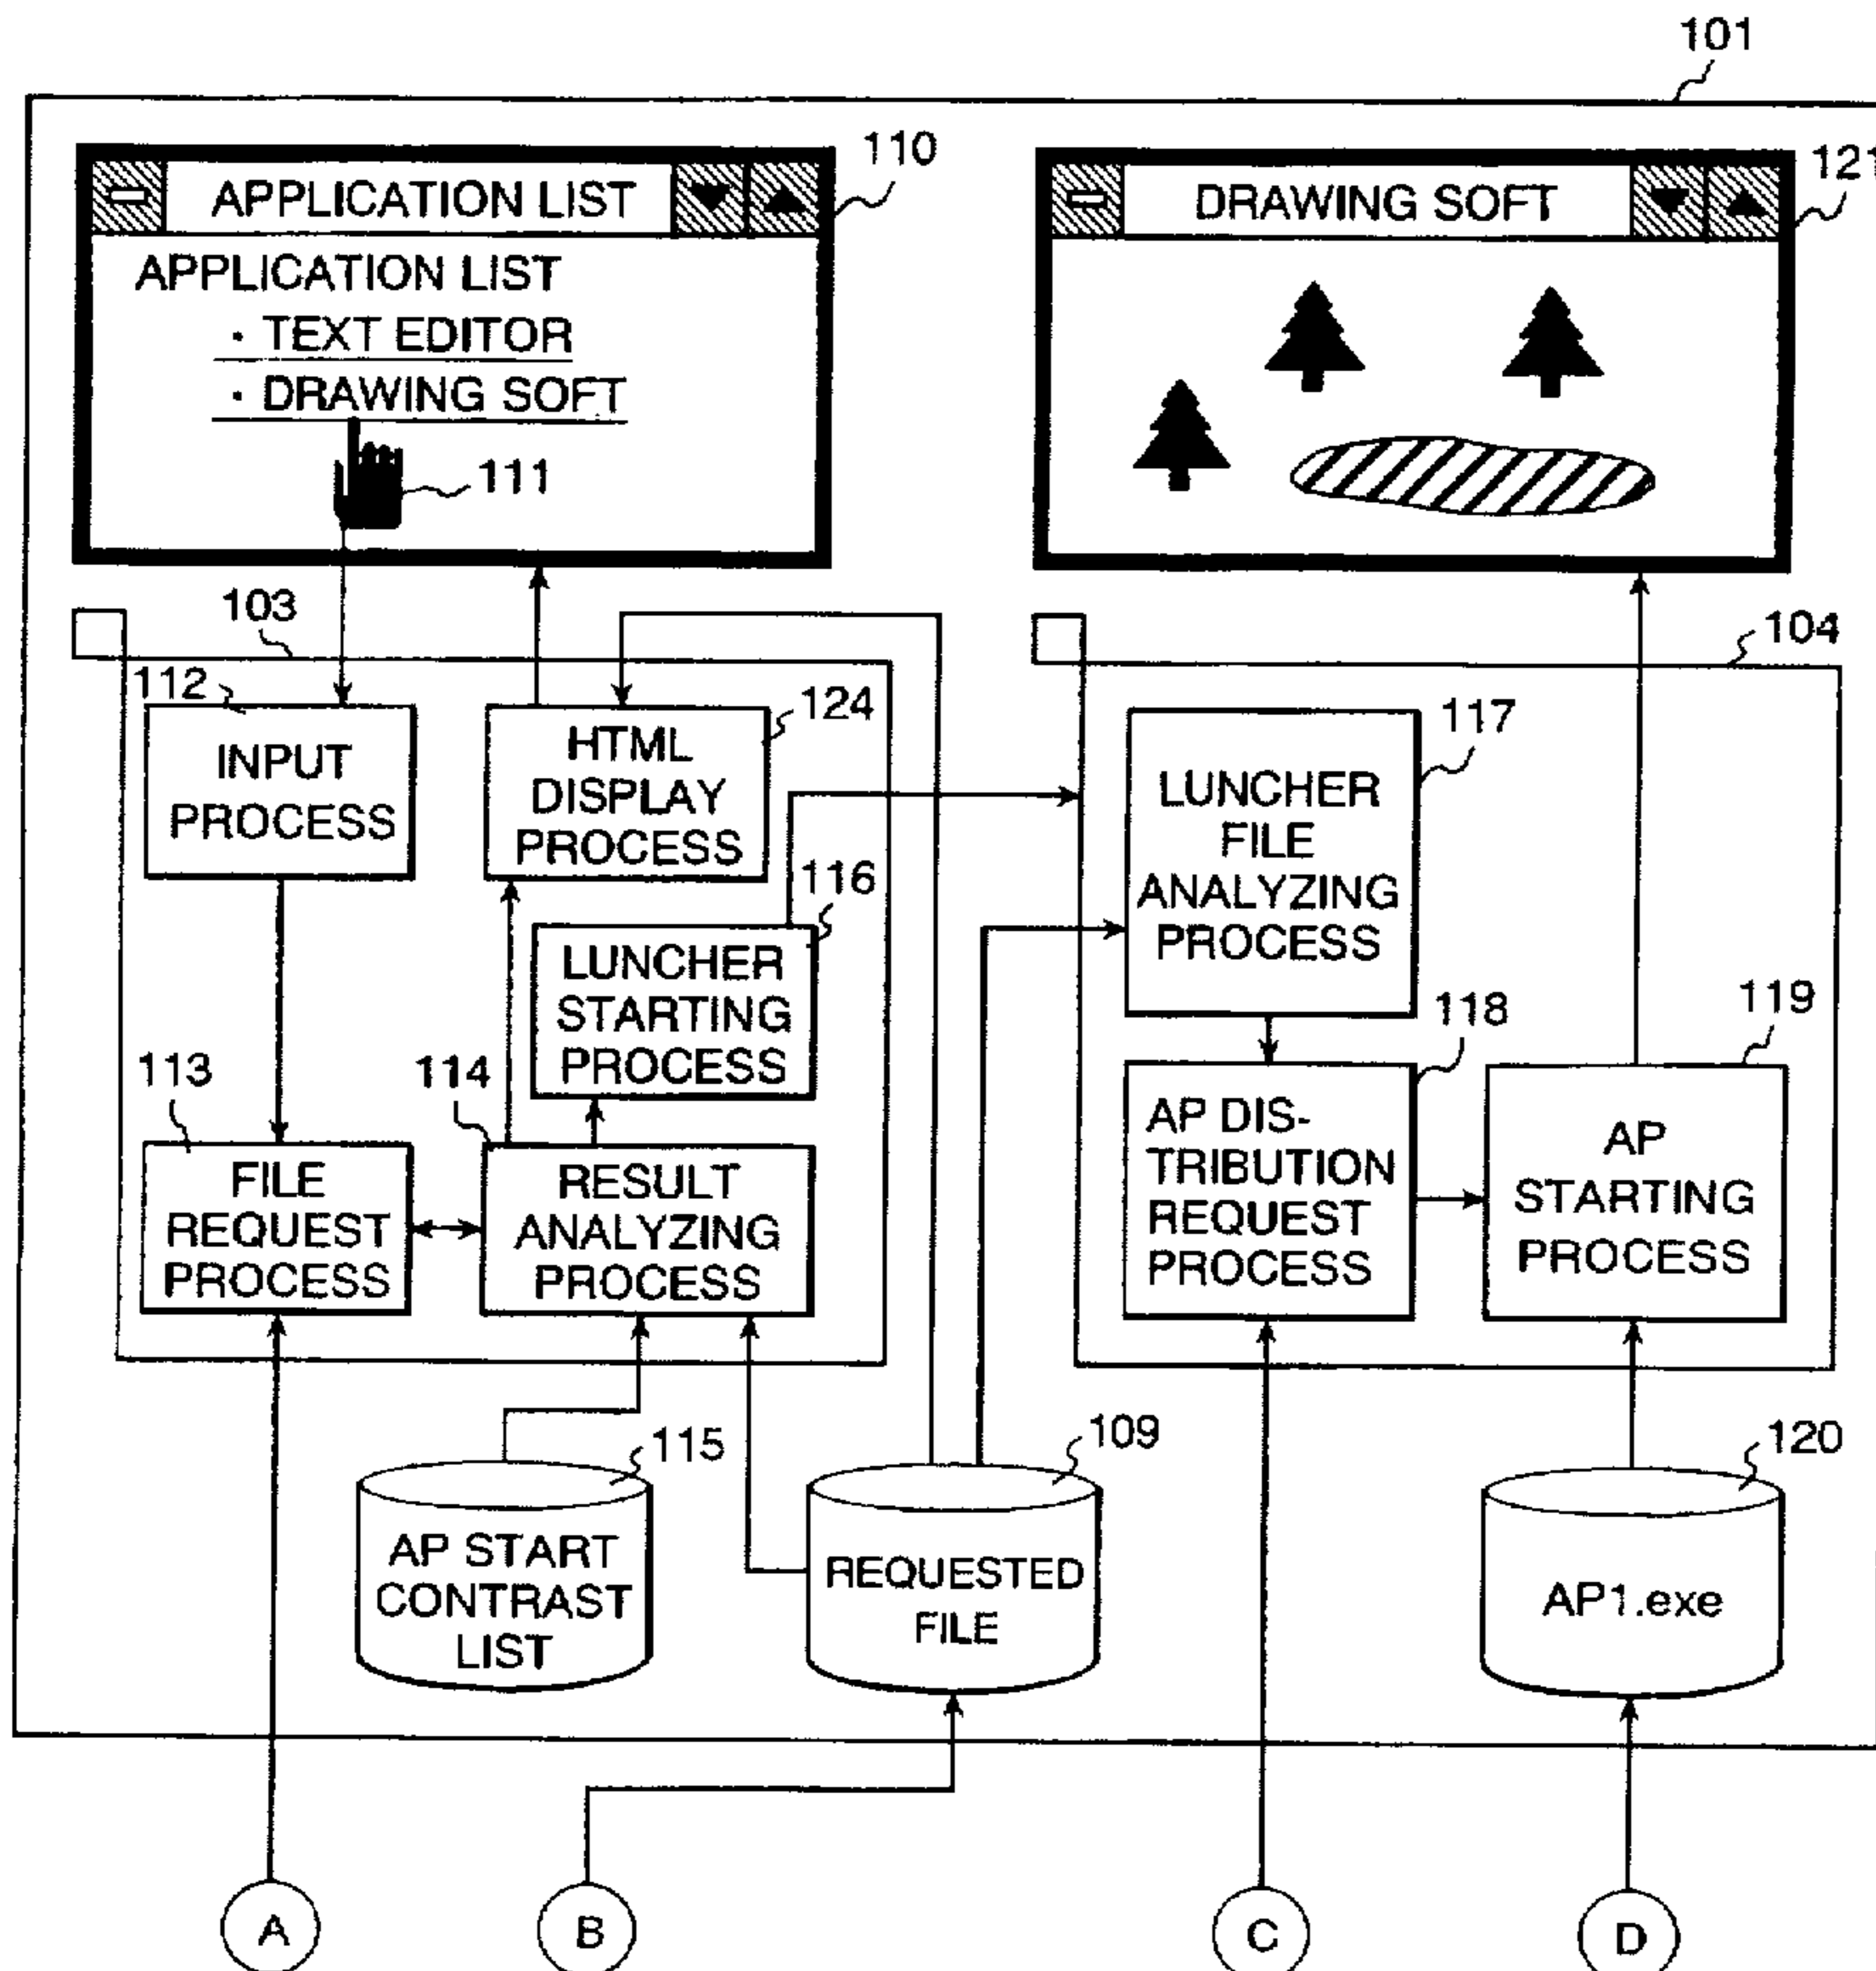 101
110
121
APPLICATION LIST
DRAWING SOFT
APPLICATION LIST
· TEXT EDITOR
· DRAWING SOFT
111
103
104
112
124
117
INPUT
PROCESS
HTML
DISPLAY
PROCESS
LUNCHER
FILE
ANALYZING
PROCESS
116
LUNCHER
STARTING
PROCESS
113
114
118
119
FILE
REQUEST
PROCESS
RESULT
ANALYZING
PROCESS
AP DIS-
TRIBUTION
REQUEST
PROCESS
AP
STARTING
PROCESS
115
109
120
AP START
CONTRAST
LIST
REQUESTED
FILE
AP1.exe
A
B
C
D